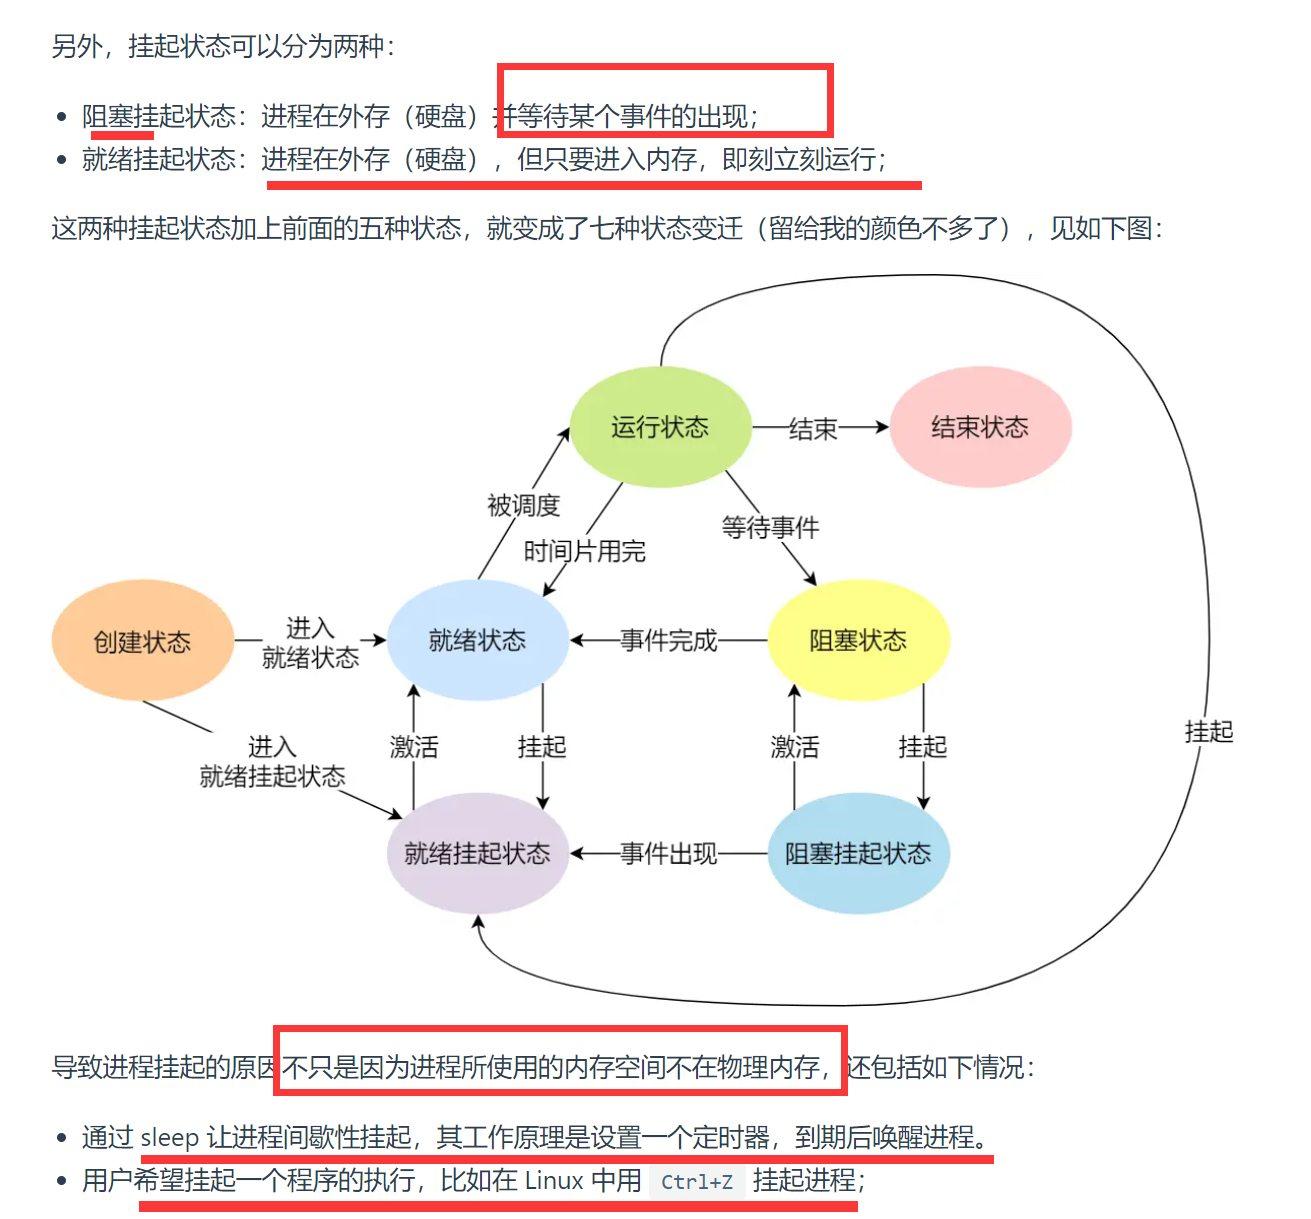 另外，挂起状态可以分为两种：
• 阻塞挂起状态：进程在外存（硬盘）并等待某个事件的出现；
• 就绪挂起状态：进程在外存（硬盘），但只要进入内存，即刻立刻运行；
这两种挂起状态加上前面的五种状态，就变成了七种状态变迁（留给我的颜色不多了），见如下图：
运行状态
结束
结束状态
被调度
时间片用完
等待事件
创建状态
进入
就绪状态
就绪状态
事件完成
阻塞状态
进入
就绪挂起状态
激活
挂起
激活
挂起
挂起
就绪挂起状态
事件出现
阻塞挂起状态
导致进程挂起的原因不只是因为进程所使用的内存空间不在物理内存，还包括如下情况：
• 通过 sleep 让进程间歇性挂起，其工作原理是设置一个定时器，到期后唤醒进程。
• 用户希望挂起一个程序的执行，比如在 Linux 中用 Ctrl+Z 挂起进程；